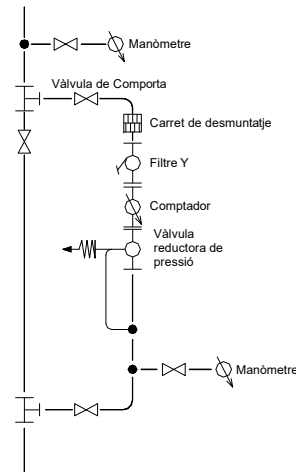 Manòmetre
Vàlvula de Comporta
Carret de desmuntatje
Filtre Y
Comptador
Vàlvula
reductora de
pressió
Manòmetre